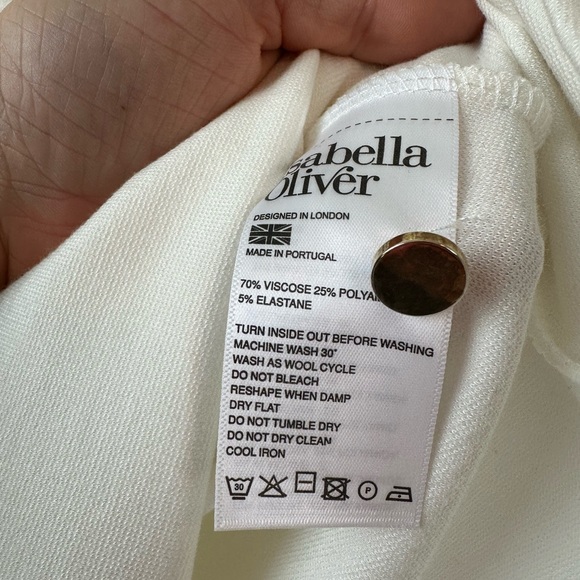 abella
oliver
DESIGNED IN LONDON
MADE IN PORTUGAL
70% VISCOSE 25%
5% ELASTANE
TURN INSIDE OUT BEFORE WASHING
MACHINE WASH 30°
WASH AS WOOL CYCLE
DO NOT BLEACH
RESHAPE WHEN DAMP
DRY FLAT
DO NOT TUMBLE DRY
DO NOT DRY CLEAN
COOL IRON
30 P